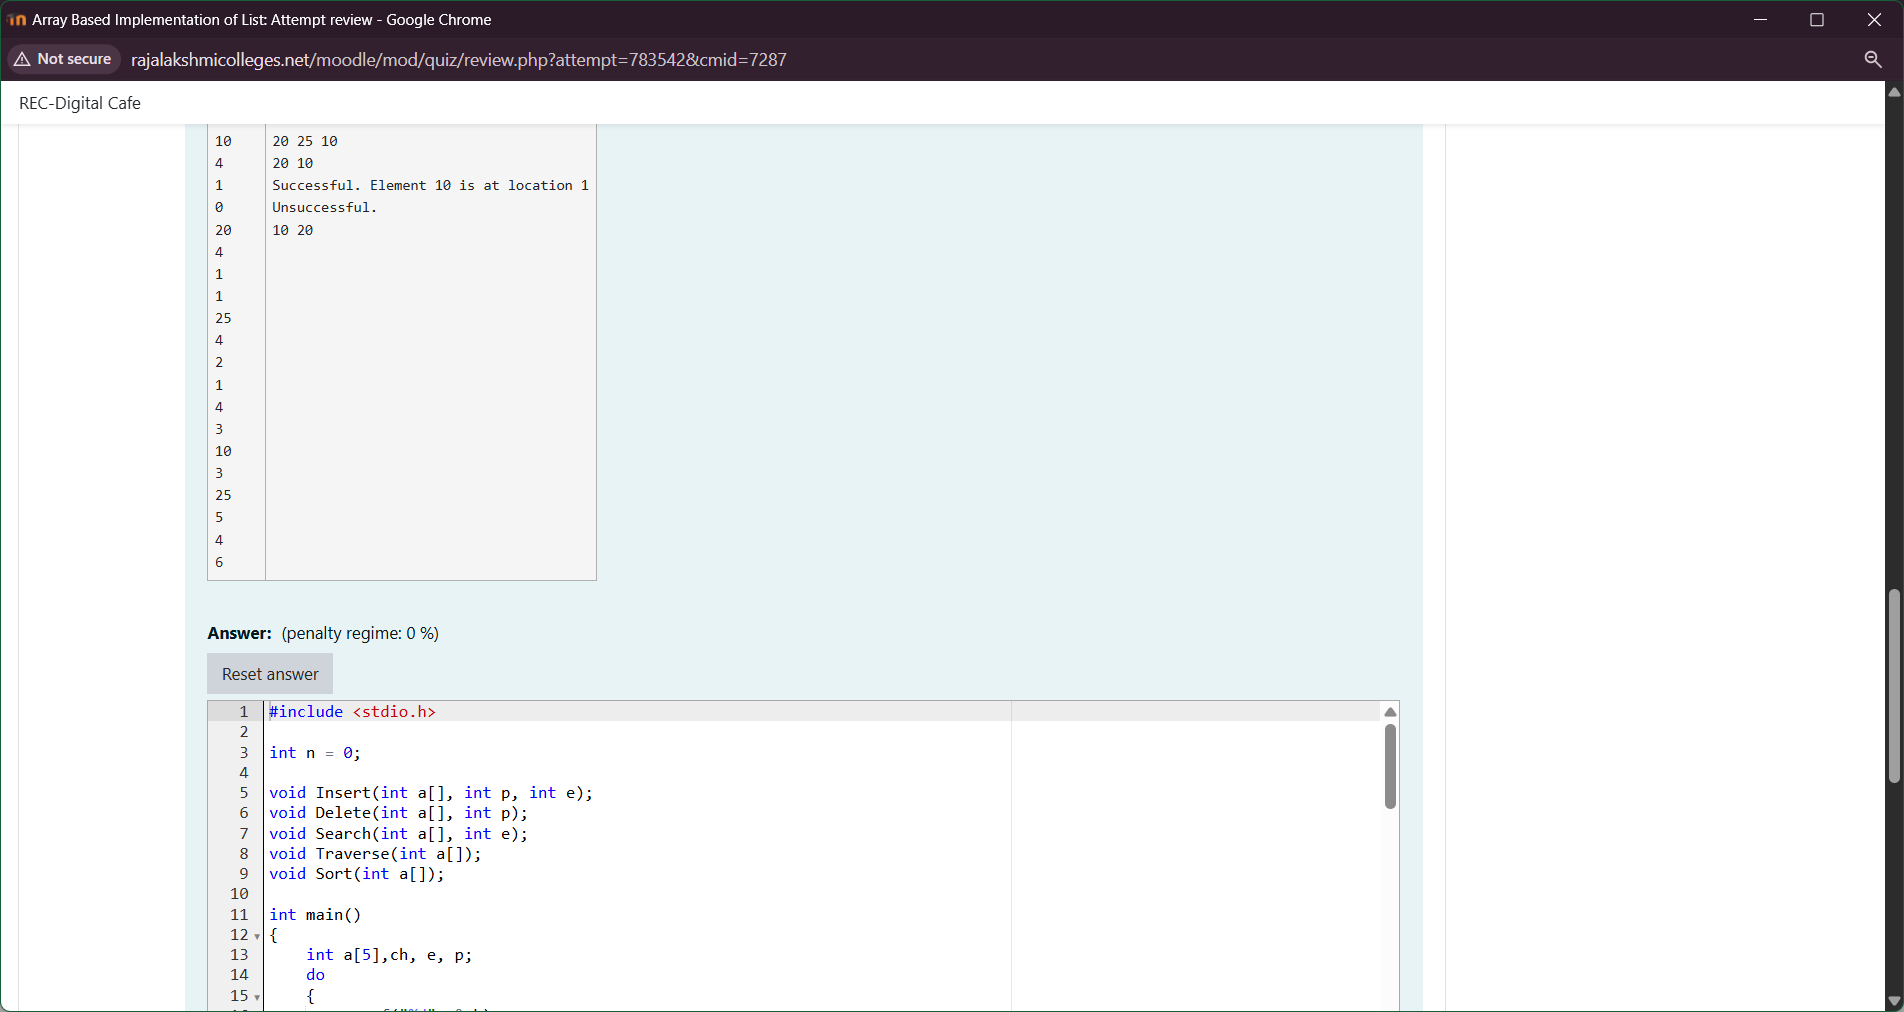 Array Based Implementation of List: Attempt review - Google Chrome
Not secure
rajalakshmicolleges.net/moodle/mod/quiz/review.php?attempt=783542&cmid=7287
REC-Digital Cafe
10 20 25 10
4 20 10
1 Successful. Element 10 is at location 1
0 Unsuccessful.
20 10 20
4
1
1
25
4
2
1
4
3
10
3
25
5
4
6
Answer: (penalty regime: 0 %)
Reset answer
1 #include <stdio.h>
2
3 int n = 0;
4
5 void Insert(int a[], int p, int e);
6 void Delete(int a[], int p);
7 void Search(int a[], int e);
8 void Traverse(int a[]);
9 void Sort(int a[]);
10
11 int main()
12 {
13 int a[5],ch, e, p;
14 do
15 {